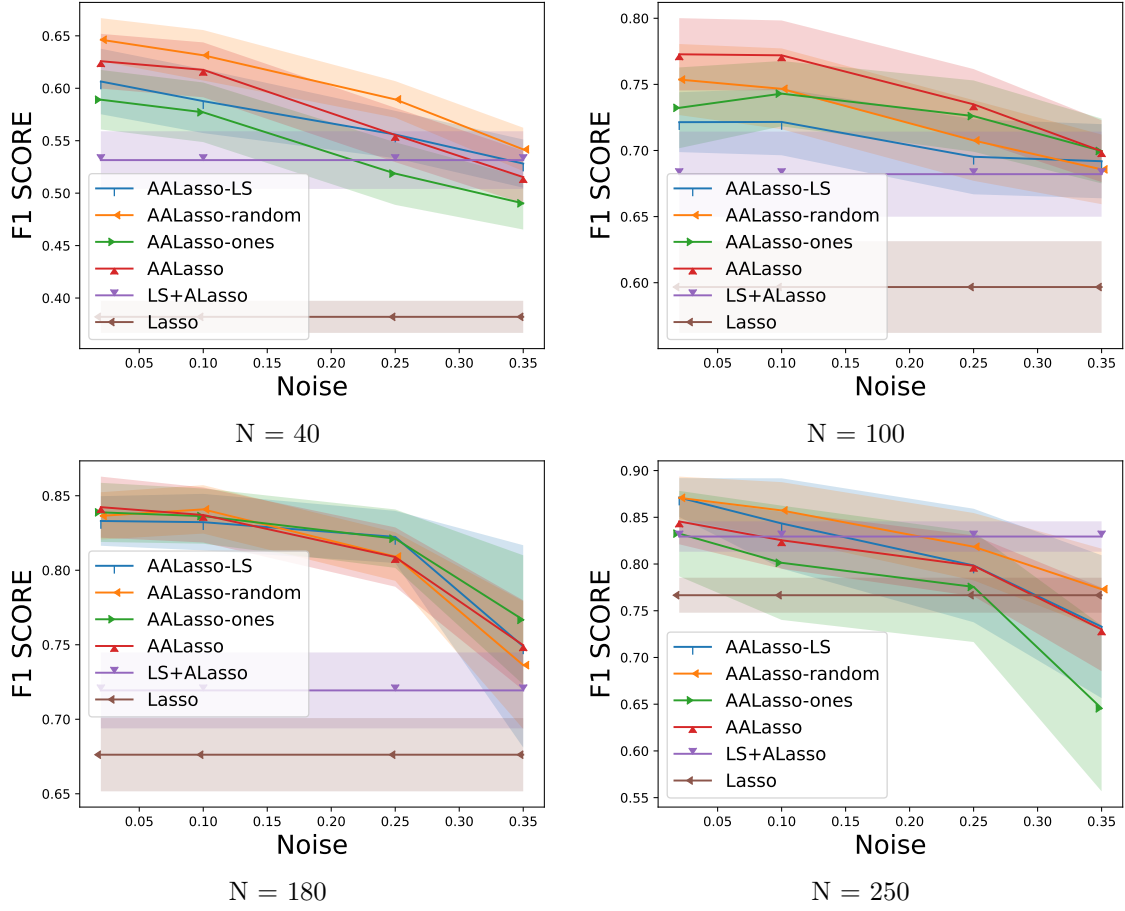 F1 SCORE
0.65
0.60
0.55
0.50
0.45
0.40
AALasso-LS
AALasso-random
AALasso-ones
AALasso
LS+ALasso
Lasso
0.05 0.10 0.15 0.20 0.25 0.30 0.35
Noise
N = 40
F1 SCORE
0.80
0.75
0.70
0.65
0.60
AALasso-LS
AALasso-random
AALasso-ones
AALasso
LS+ALasso
Lasso
0.05 0.10 0.15 0.20 0.25 0.30 0.35
Noise
N = 100
F1 SCORE
0.85
0.80
0.75
0.70
0.65
AALasso-LS
AALasso-random
AALasso-ones
AALasso
LS+ALasso
Lasso
0.05 0.10 0.15 0.20 0.25 0.30 0.35
Noise
N = 180
F1 SCORE
0.90
0.85
0.80
0.75
0.70
0.65
0.60
0.55
AALasso-LS
AALasso-random
AALasso-ones
AALasso
LS+ALasso
Lasso
0.05 0.10 0.15 0.20 0.25 0.30 0.35
Noise
N = 250